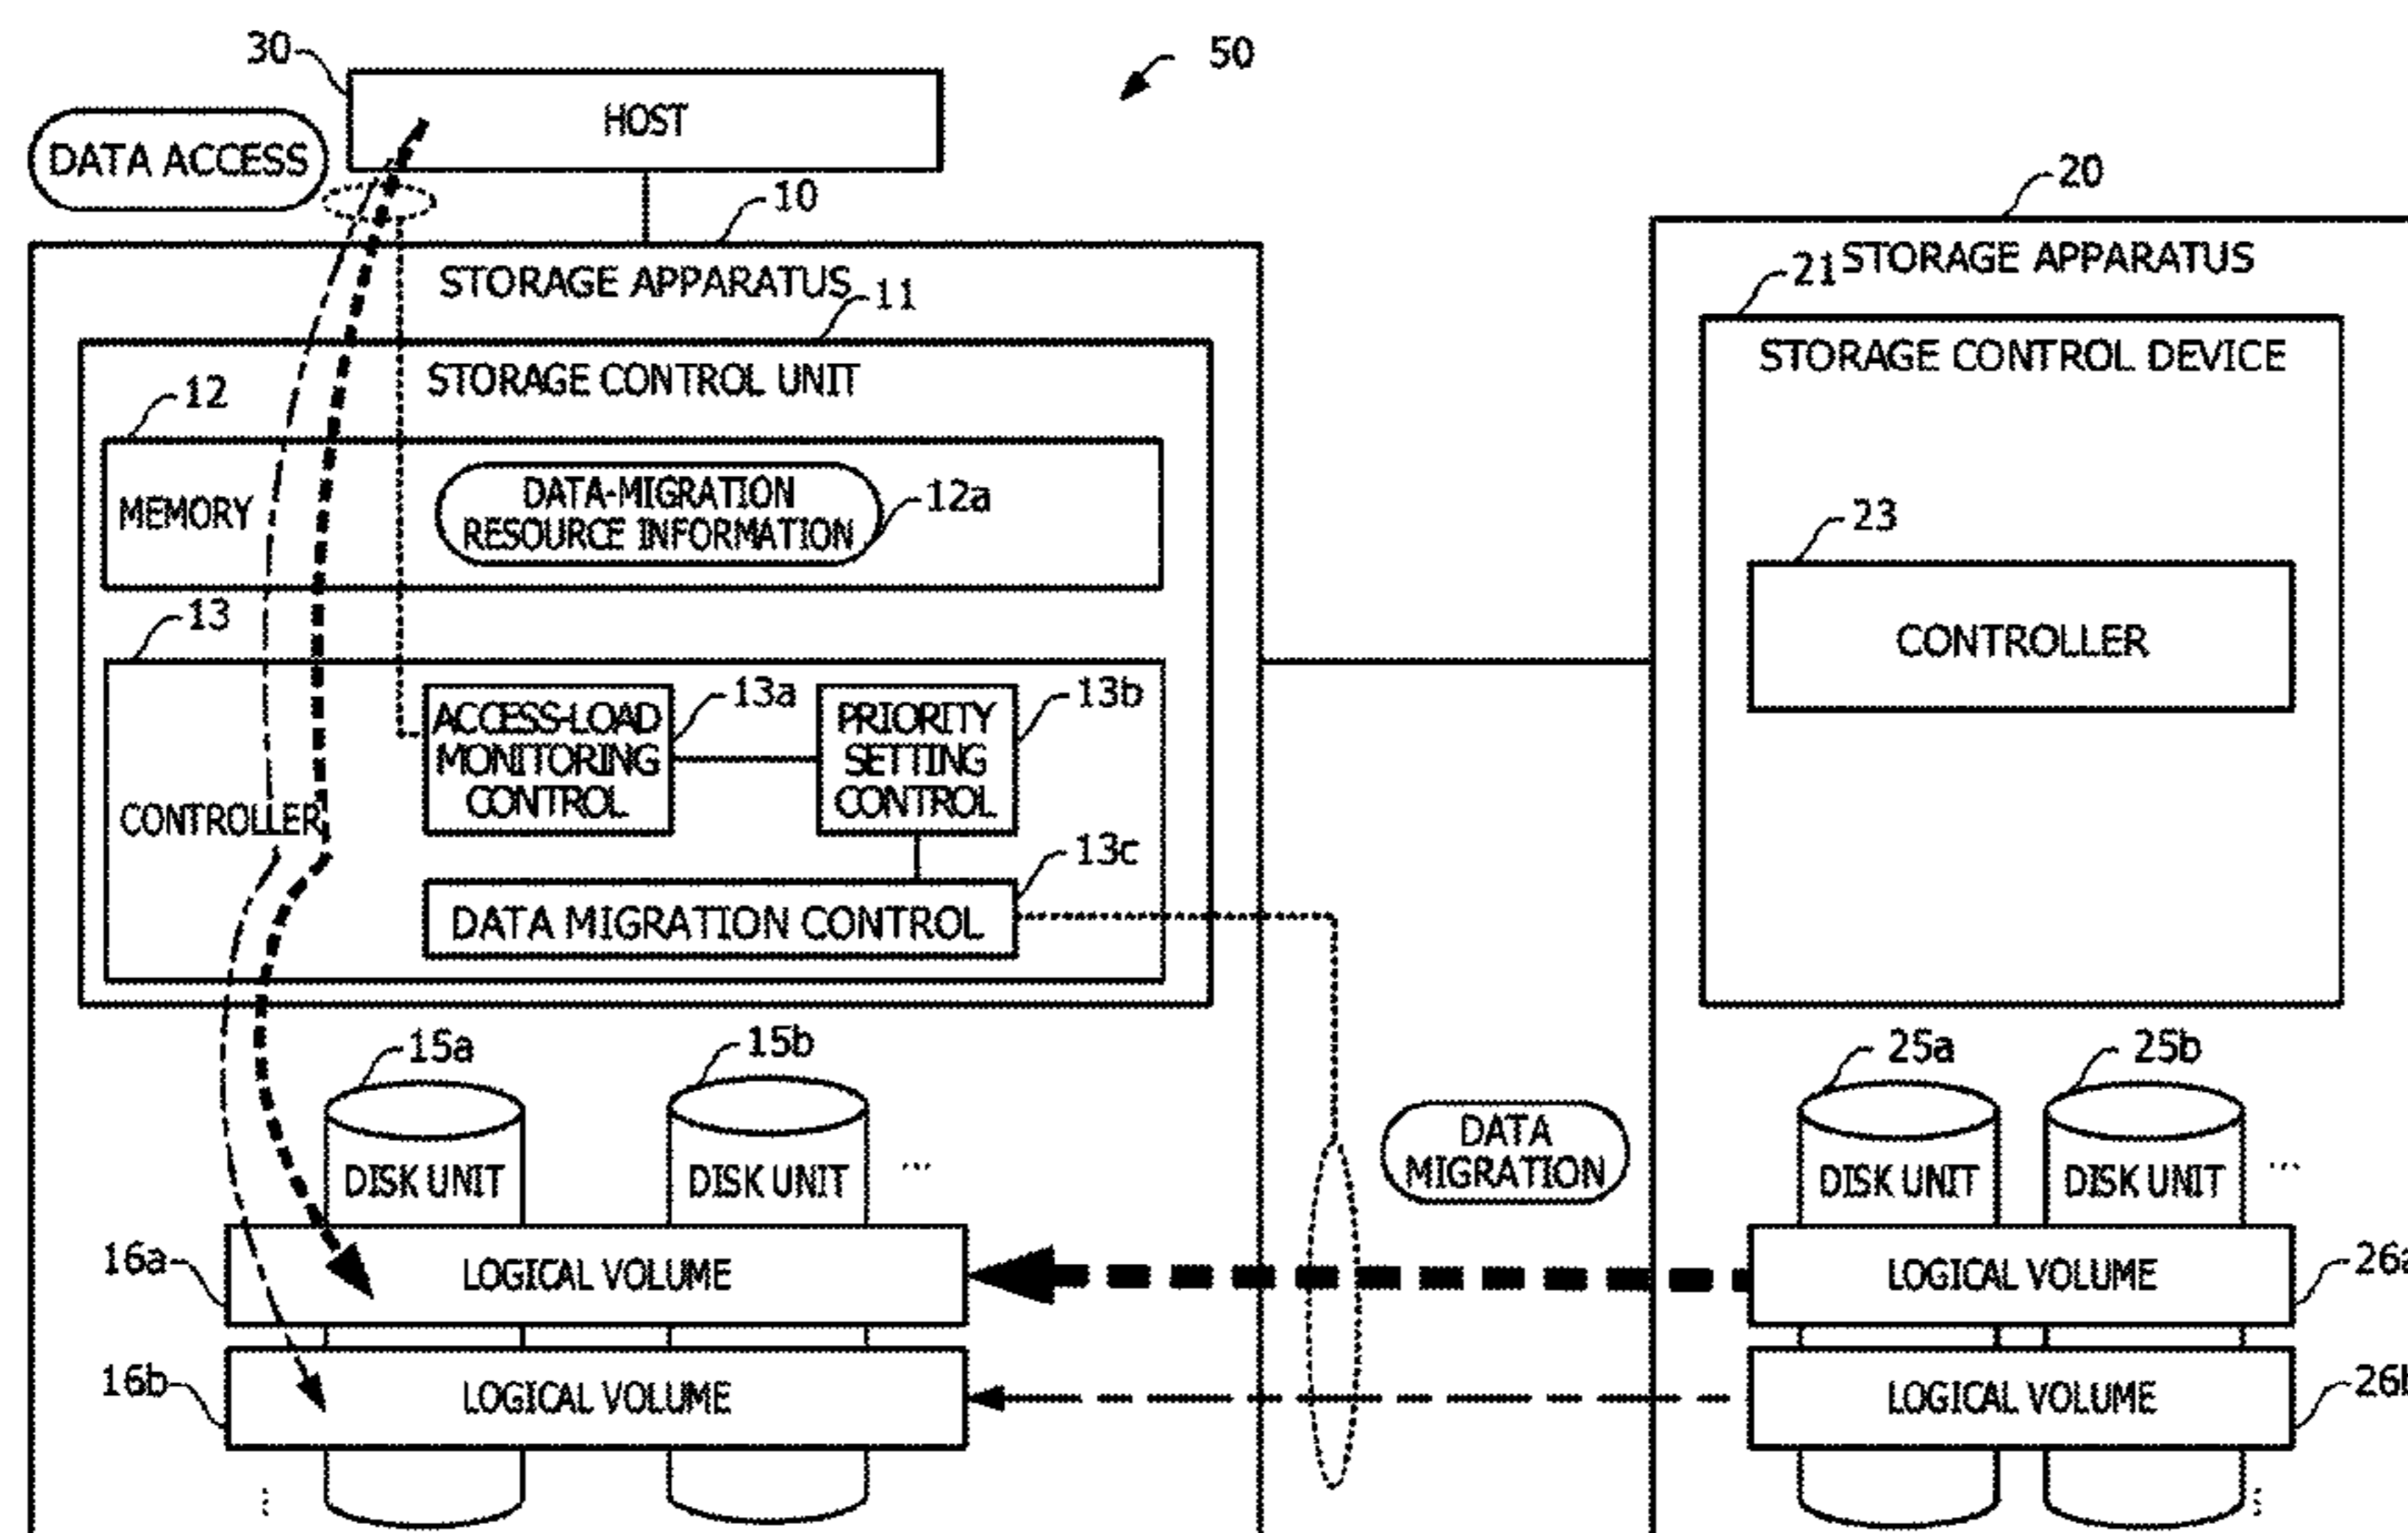 30
50
HOST
DATA ACCESS
10
20
STORAGE APPARATUS
11
STORAGE APPARATUS
21
STORAGE CONTROL UNIT
STORAGE CONTROL DEVICE
12
MEMORY
DATA-MIGRATION
RESOURCE INFORMATION
12a
23
CONTROLLER
13
CONTROLLER
ACCESS-LOAD
MONITORING
CONTROL
13a
PRIORITY
SETTING
CONTROL
13b
13c
DATA MIGRATION CONTROL
15a
15b
25a
25b
DISK UNIT
DISK UNIT
...
DATA
MIGRATION
DISK UNIT
DISK UNIT
...
16a
LOGICAL VOLUME
LOGICAL VOLUME
26a
16b
LOGICAL VOLUME
LOGICAL VOLUME
26b